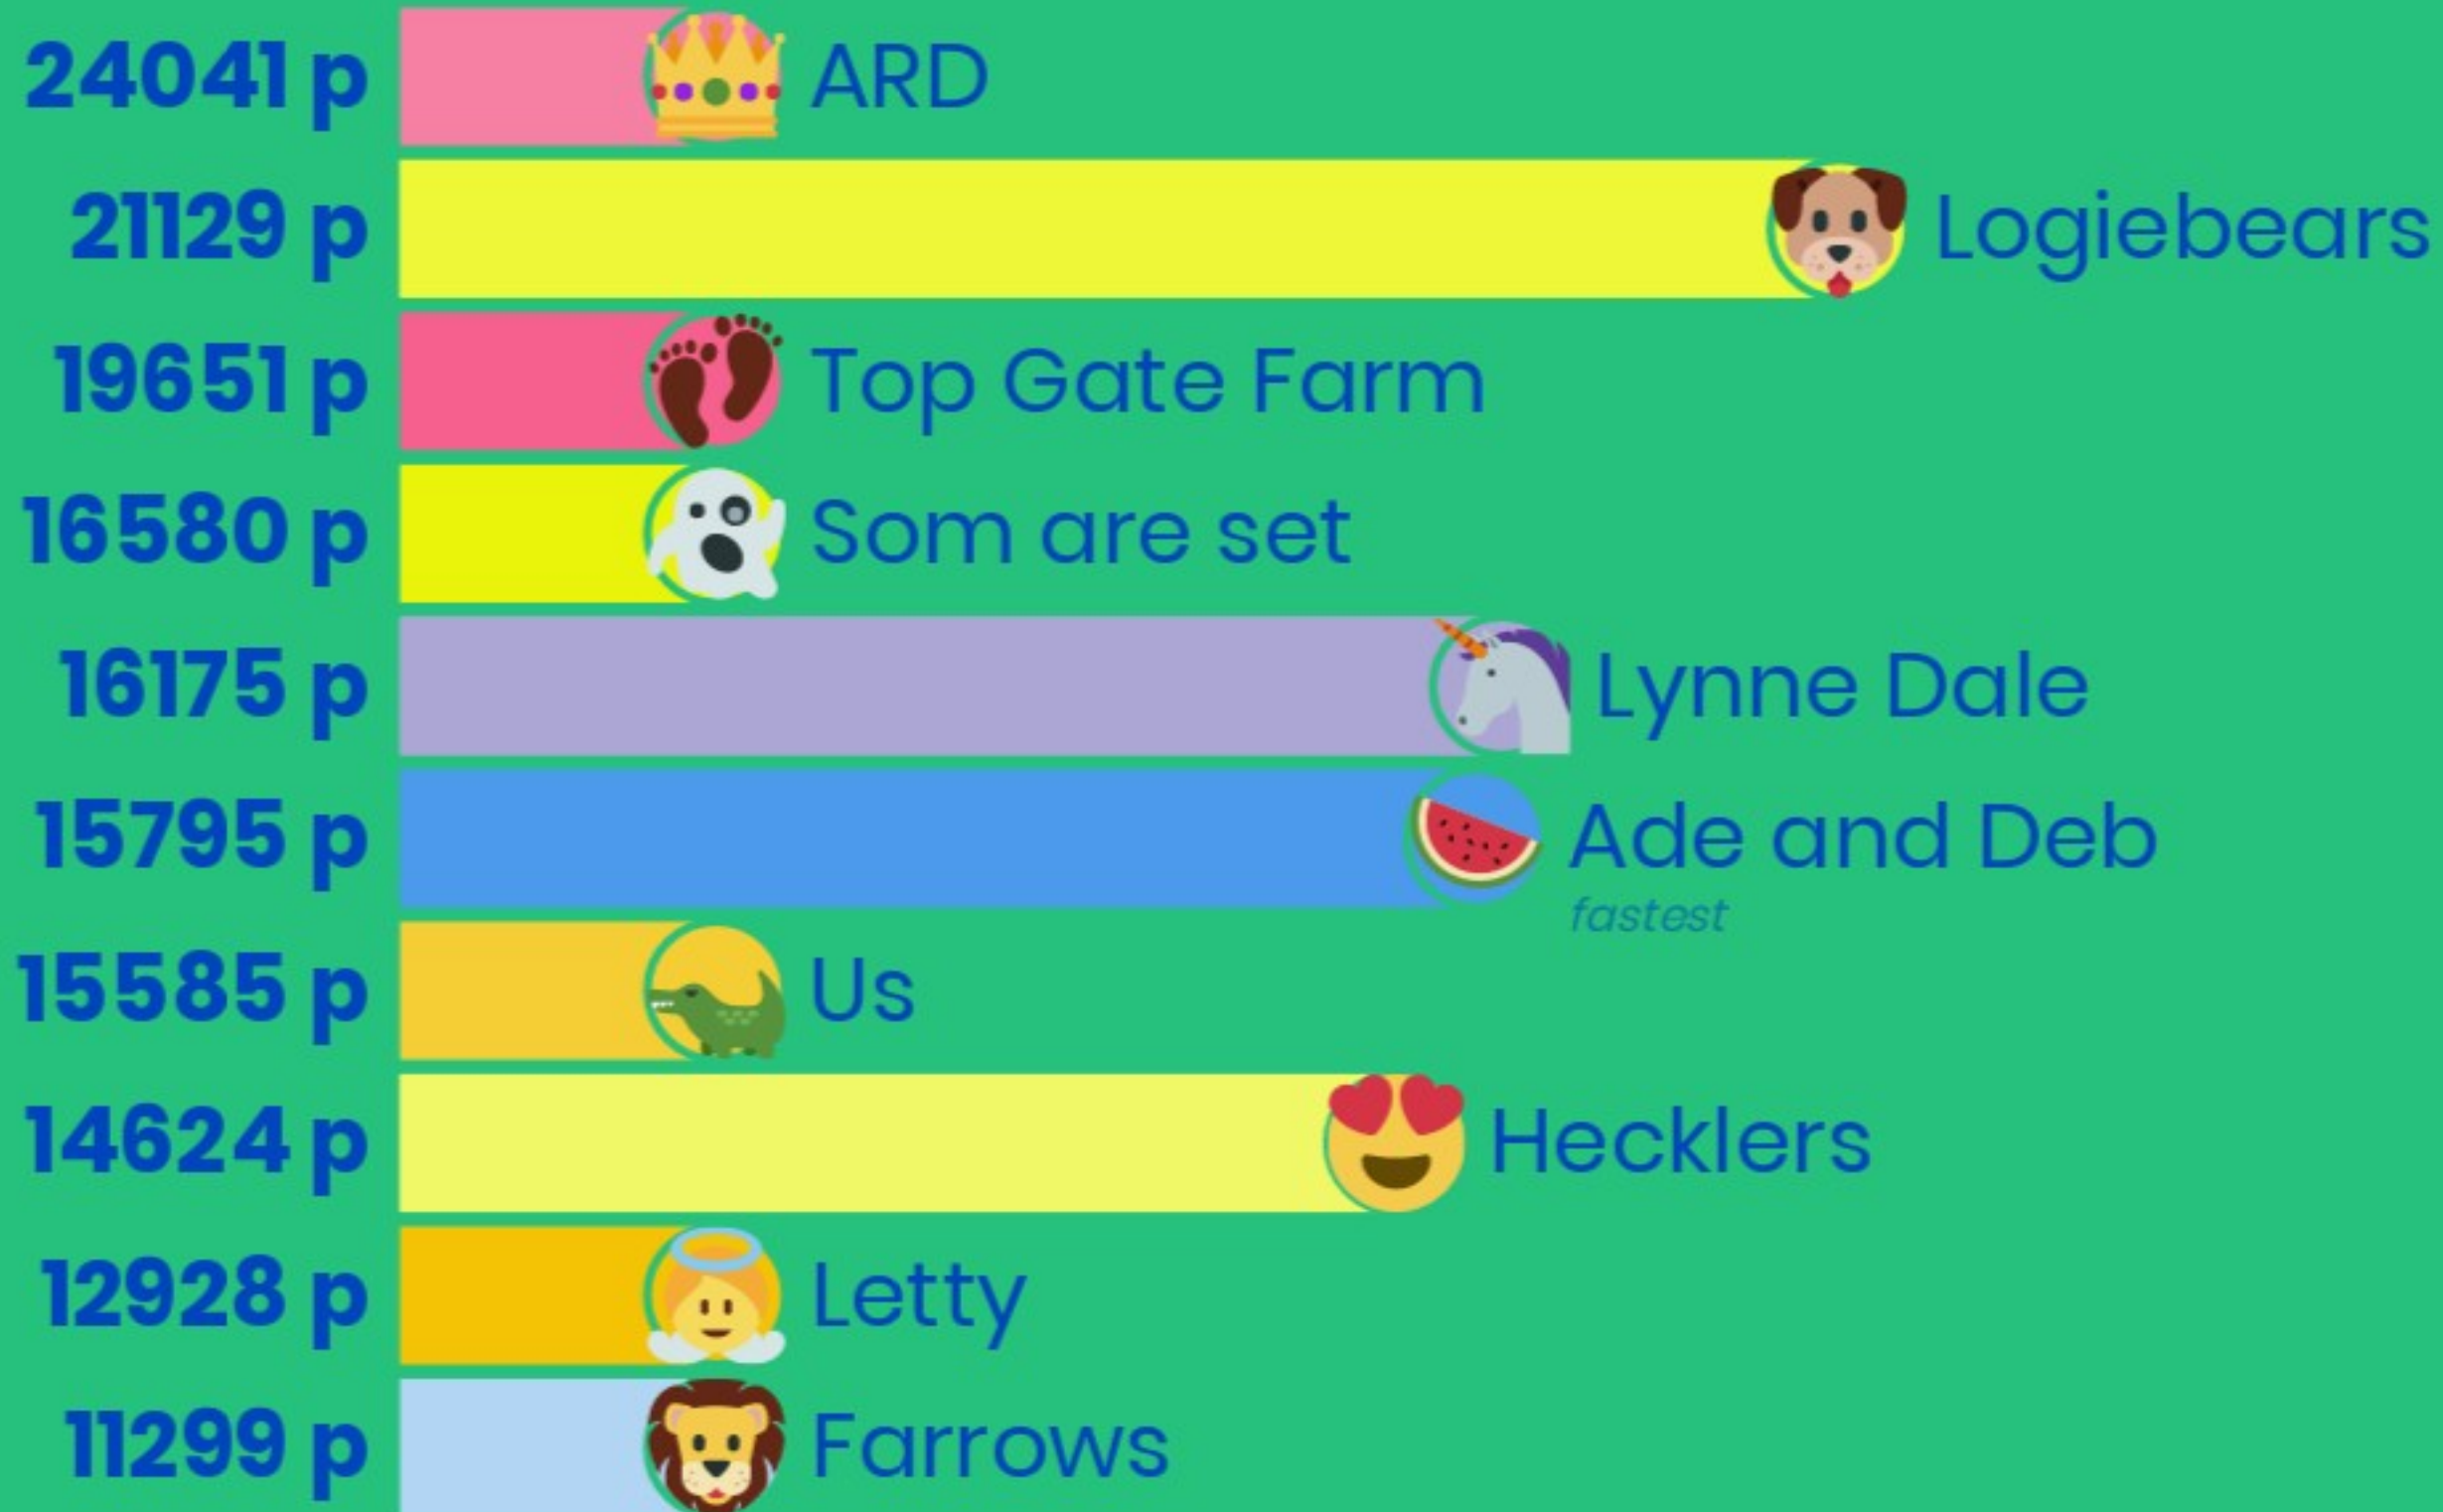 24041 p ARD
21129 p Logiebears
19651 p Top Gate Farm
16580 p Som are set
16175 p Lynne Dale
15795 p Ade and Deb
fastest
15585 p Us
14624 p Hecklers
12928 p Letty
11299 p Farrows